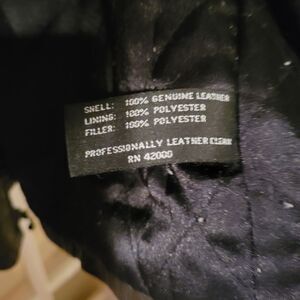 SHELL: 100% GENUINE LEATHER
LINING: 100% POLYESTER
FILLER: 100% POLYESTER
PROFESSIONALLY LEATHER CLEAN
RN 42000